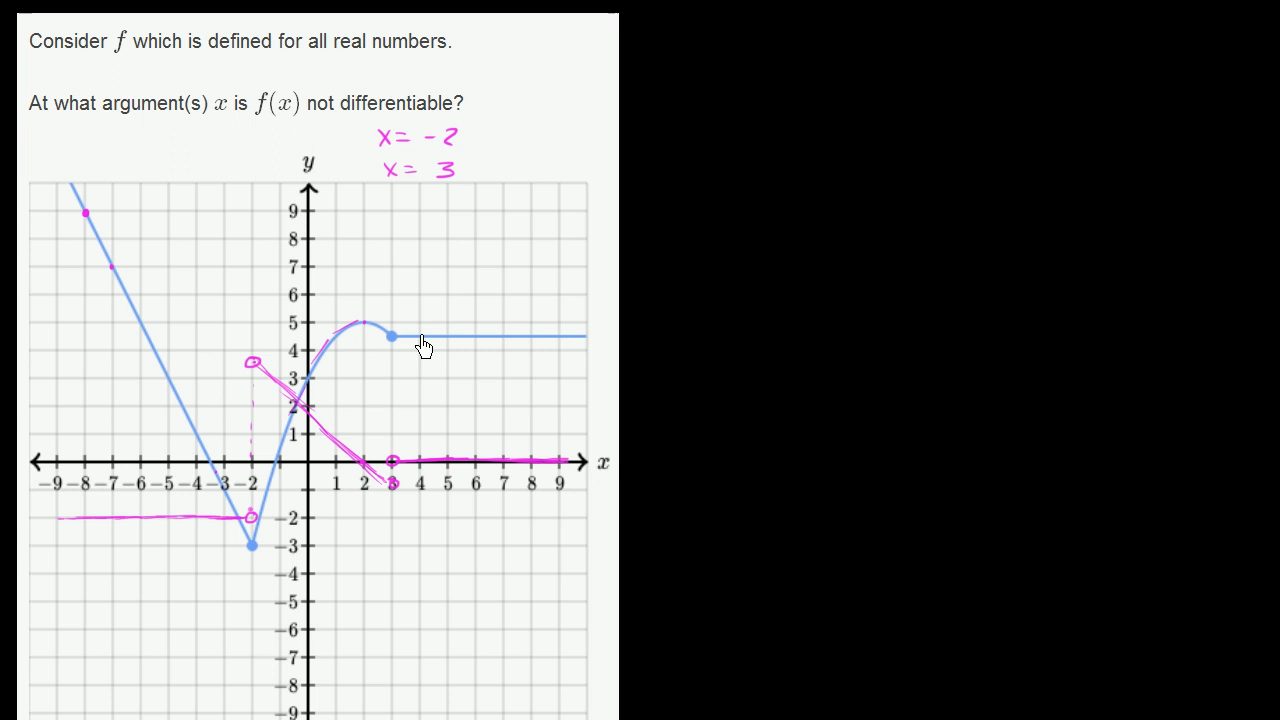 Consider f which is defined for all real numbers.
At what argument(s) x is f(x) not differentiable?
x = -2
x = 3
y
9
8
7
6
5
4
3
2
1
−9 −8 −7 −6 −5 −4 −3 −2 1 2 3 4 5 6 7 8 9 x
−2
−3
−4
−5
−6
−7
−8
−9